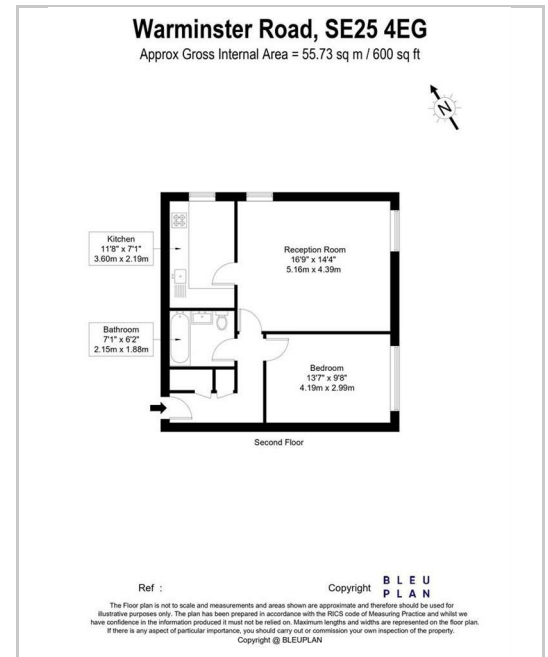 Warminster Road, SE25 4EG
Approx Gross Internal Area = 55.73 sq m / 600 sq ft
N
Kitchen
11'8" x 7'1"
3.60m x 2.19m
Reception Room
16'9" x 14'4"
5.16m x 4.39m
Bathroom
7'1" x 6'2"
2.15m x 1.88m
Bedroom
13'7" x 9'8"
4.19m x 2.99m
Second Floor
Ref :
Copyright
BLEU
PLAN
The Floor plan is not to scale and measurements and areas shown are approximate and therefore should be used for
illustrative purposes only. The plan has been prepared in accordance with the RICS code of Measuring Practice and whilst we
have confidence in the information produced it must not be relied on. Maximum lengths and widths are represented on the floor plan.
If there is any aspect of particular importance, you should carry out or commission your own inspection of the property.
Copyright @ BLEUPLAN